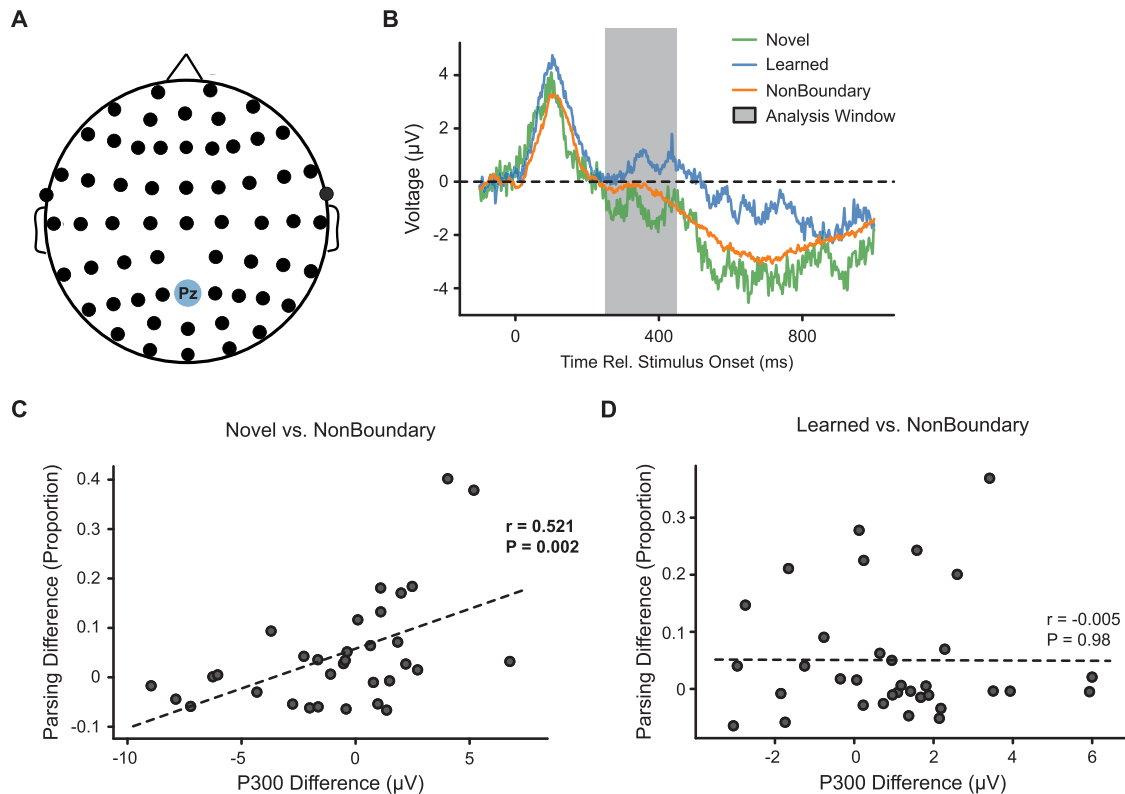 A
Pz
B
Novel
Learned
NonBoundary
Analysis Window
Voltage (μV)
4
2
0
-2
-4
0
400
800
Time Rel. Stimulus Onset (ms)
C
Novel vs. NonBoundary
Parsing Difference (Proportion)
0.4
0.3
0.2
0.1
0
-0.1
r = 0.521
P = 0.002
-10
-5
0
5
P300 Difference (μV)
D
Learned vs. NonBoundary
Parsing Difference (Proportion)
0.3
0.2
0.1
0
r = -0.005
P = 0.98
-2
0
2
4
6
P300 Difference (μV)